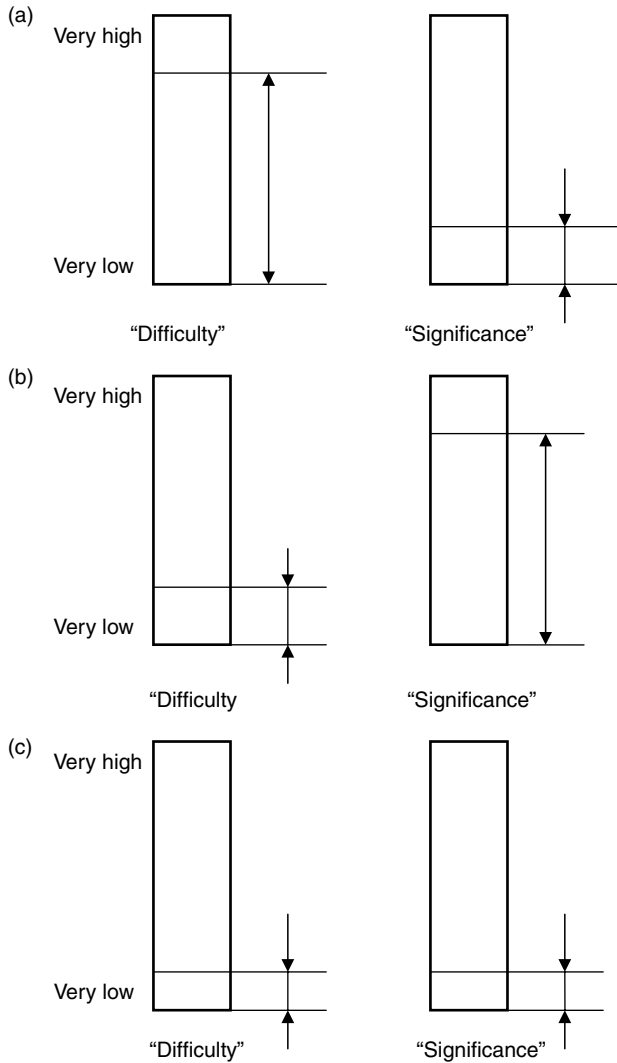 (a)
Very high
Very low
“Difficulty” “Significance”
(b)
Very high
Very low
“Difficulty “Significance”
(c)
Very high
Very low
“Difficulty” “Significance”